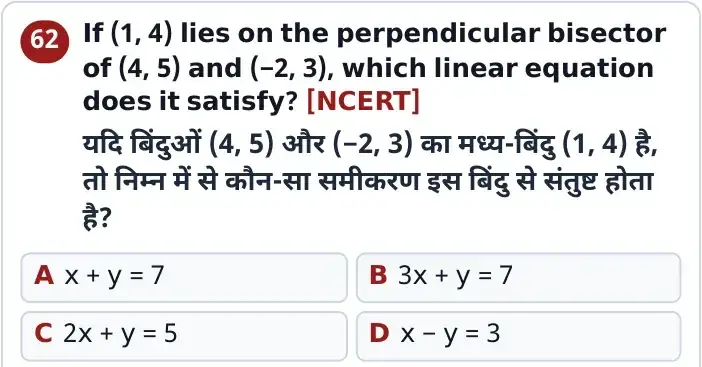 62 If (1, 4) lies on the perpendicular bisector
of (4, 5) and (−2, 3), which linear equation
does it satisfy? [NCERT]
यदि बिंदुओं (4, 5) और (−2, 3) का मध्य-बिंदु (1, 4) है,
तो निम्न में से कौन-सा समीकरण इस बिंदु से संतुष्ट होता
है?
A x + y = 7
B 3x + y = 7
C 2x + y = 5
D x − y = 3